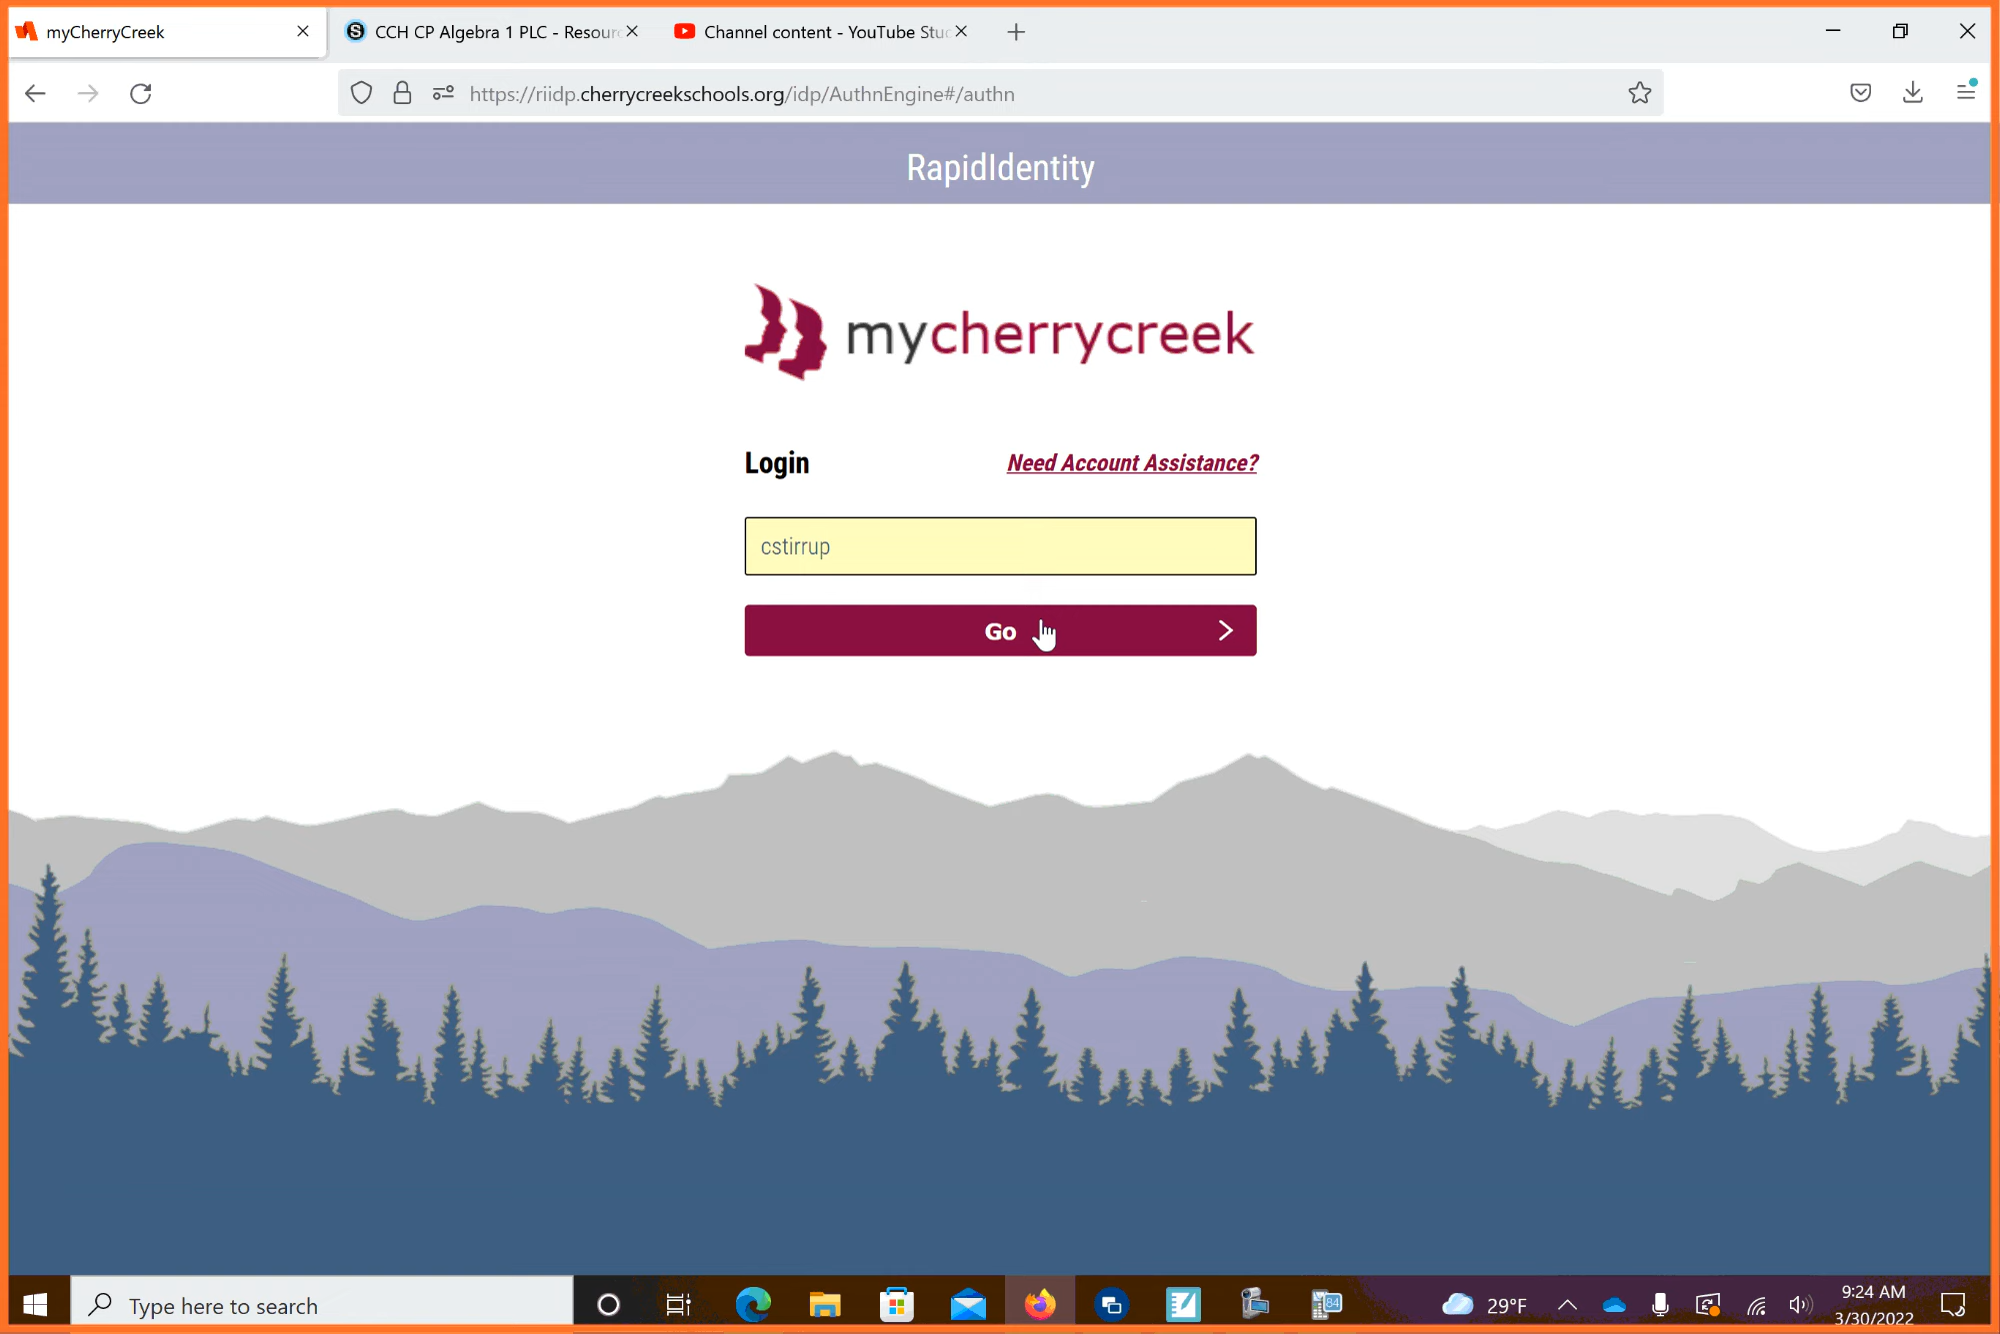 myCherryCreek
CCH CP Algebra 1 PLC - Resour
Channel content - YouTube Stu
https://riidp.cherrycreekschools.org/idp/AuthnEngine#/authn
RapidIdentity
mycherrycreek
Login
Need Account Assistance?
cstirrup
Go
Type here to search
84
29°F
9:24 AM
3/30/2022